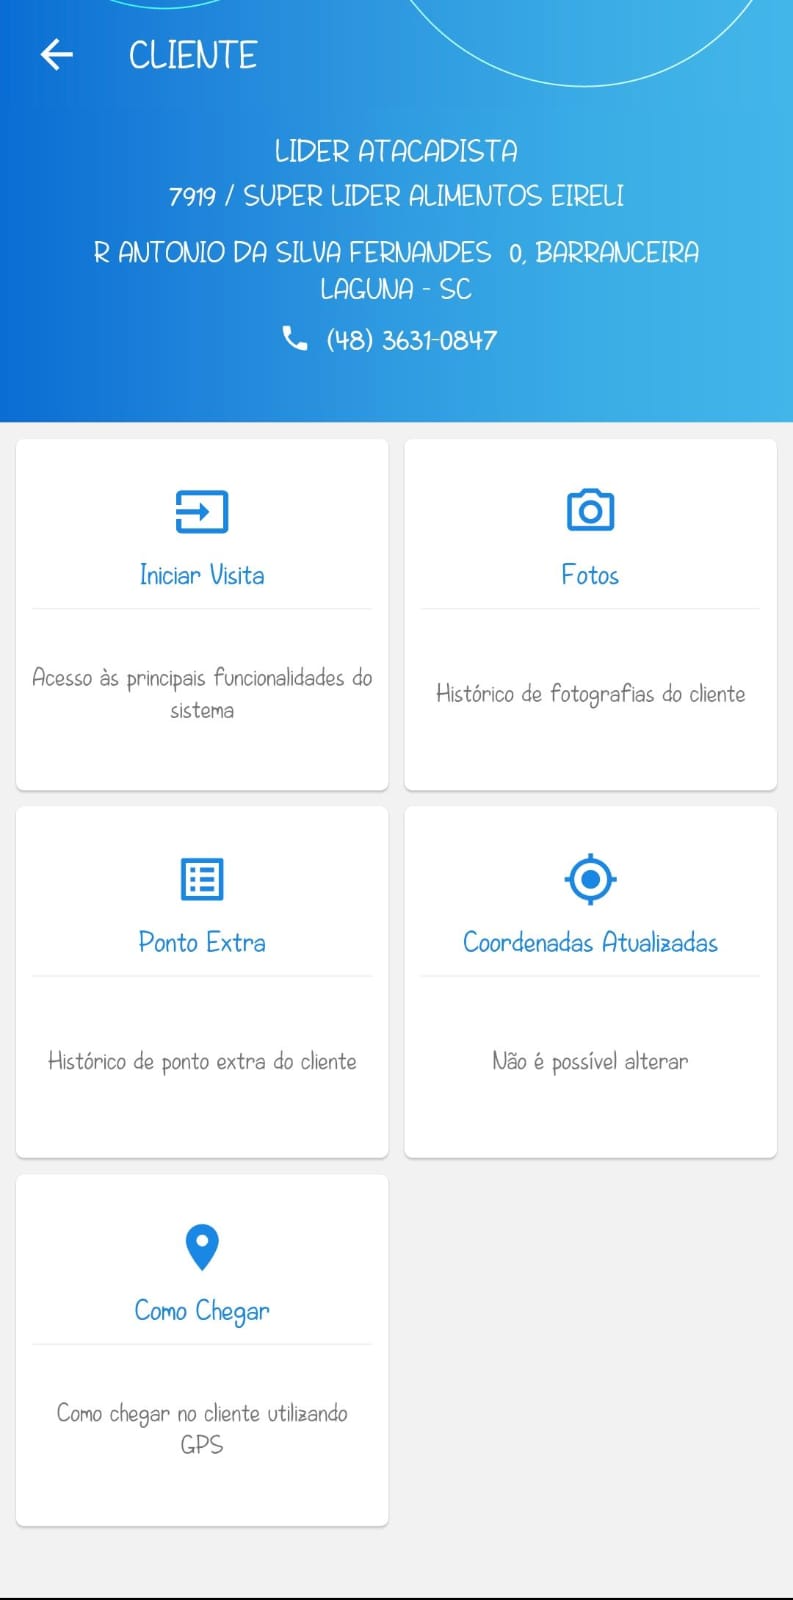 CLIENTE
LIDER ATACADISTA
7919 / SUPER LIDER ALIMENTOS EIRELI
R ANTONIO DA SILVA FERNANDES  0, BARRANCEIRA
LAGUNA - SC
(48) 3631-0847
Iniciar Visita
Acesso às principais funcionalidades do
sistema
Fotos
Histórico de fotografias do cliente
Ponto Extra
Histórico de ponto extra do cliente
Coordenadas Atualizadas
Não é possível alterar
Como Chegar
Como chegar no cliente utilizando
GPS